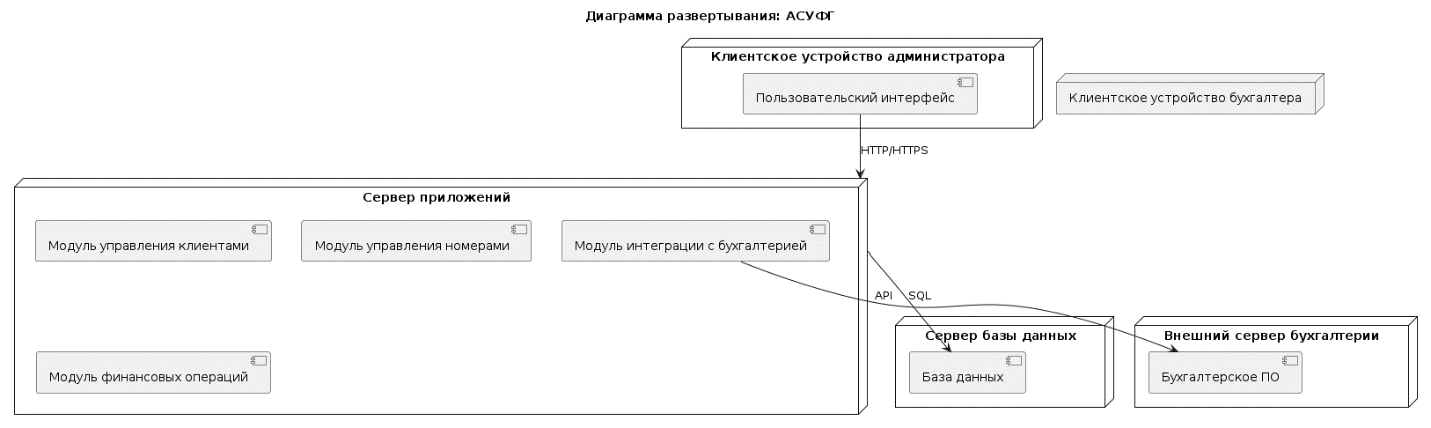 Диаграмма развертывания: АСУФГ
Клиентское устройство администратора
Пользовательский интерфейс
Клиентское устройство бухгалтера
HTTP/HTTPS
Сервер приложений
Модуль управления клиентами
Модуль управления номерами
Модуль интеграции с бухгалтерией
API
SQL
Сервер базы данных
Внешний сервер бухгалтерии
Модуль финансовых операций
База данных
Бухгалтерское ПО